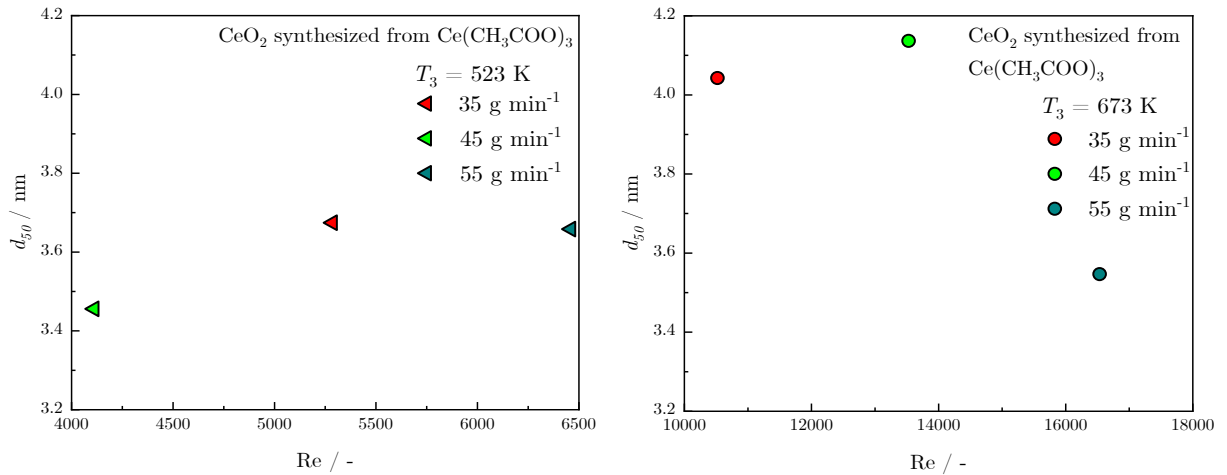 4.2
4.0
3.8
3.6
3.4
3.2
d50 / nm
CeO2 synthesized from Ce(CH3COO)3
T3 = 523 K
35 g min-1
45 g min-1
55 g min-1
4000 4500 5000 5500 6000 6500
Re / -
4.2
4.0
3.8
3.6
3.4
3.2
d50 / nm
CeO2 synthesized from
Ce(CH3COO)3
T3 = 673 K
35 g min-1
45 g min-1
55 g min-1
10000 12000 14000 16000 18000
Re / -